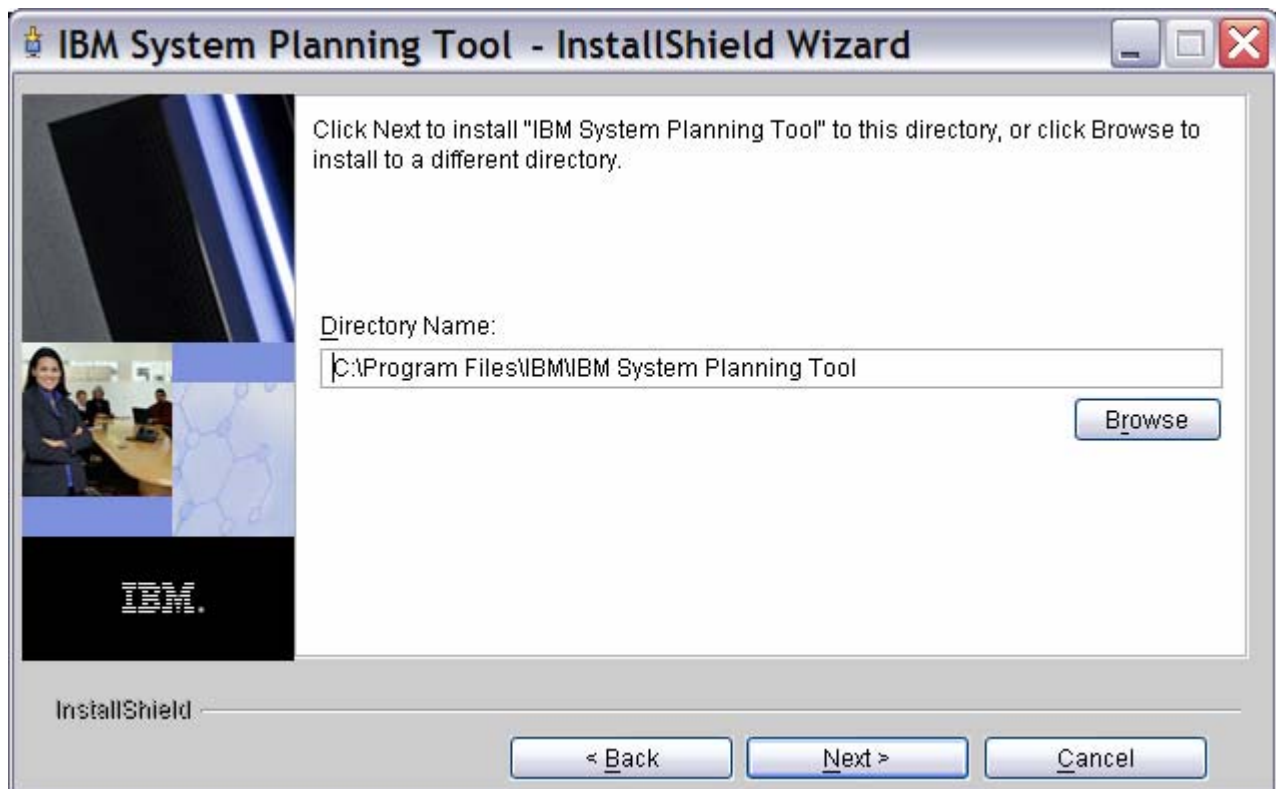 IBM System Planning Tool - InstallShield Wizard
Click Next to install "IBM System Planning Tool" to this directory, or click Browse to
install to a different directory.
Directory Name:
C:\Program Files\IBM\IBM System Planning Tool
Browse
IBM.
InstallShield
< Back
Next >
Cancel